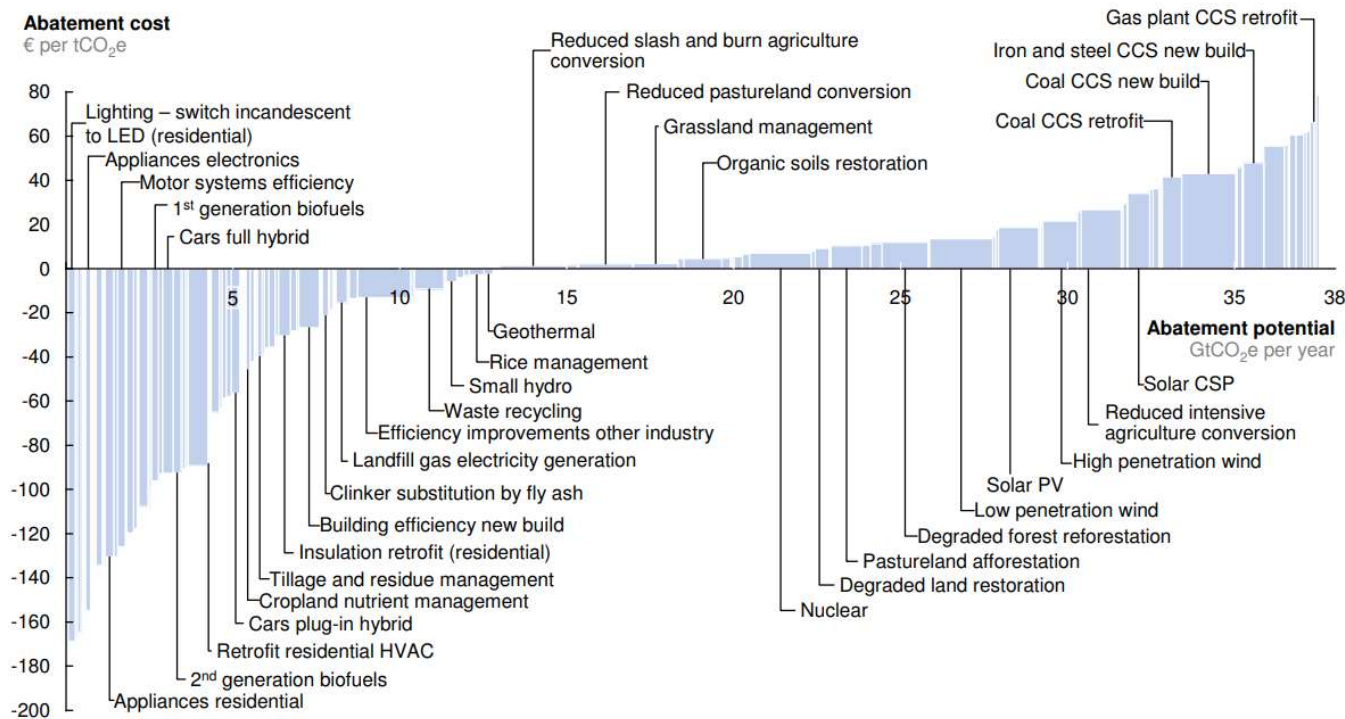 Abatement cost
€ per tCO2e
80
60
40
20
0
-20
-40
-60
-80
-100
-120
-140
-160
-180
-200
Lighting – switch incandescent
to LED (residential)
Appliances electronics
Motor systems efficiency
1st generation biofuels
Cars full hybrid
Reduced slash and burn agriculture
conversion
Reduced pastureland conversion
Grassland management
Organic soils restoration
Gas plant CCS retrofit
Iron and steel CCS new build
Coal CCS new build
Coal CCS retrofit
5
10
15
20
25
30
35
38
Abatement potential
GtCO2e per year
Geothermal
Rice management
Small hydro
Waste recycling
Efficiency improvements other industry
Landfill gas electricity generation
Clinker substitution by fly ash
Building efficiency new build
Insulation retrofit (residential)
Tillage and residue management
Cropland nutrient management
Cars plug-in hybrid
Retrofit residential HVAC
2nd generation biofuels
Appliances residential
Solar CSP
Reduced intensive
agriculture conversion
High penetration wind
Solar PV
Low penetration wind
Degraded forest reforestation
Pastureland afforestation
Degraded land restoration
Nuclear